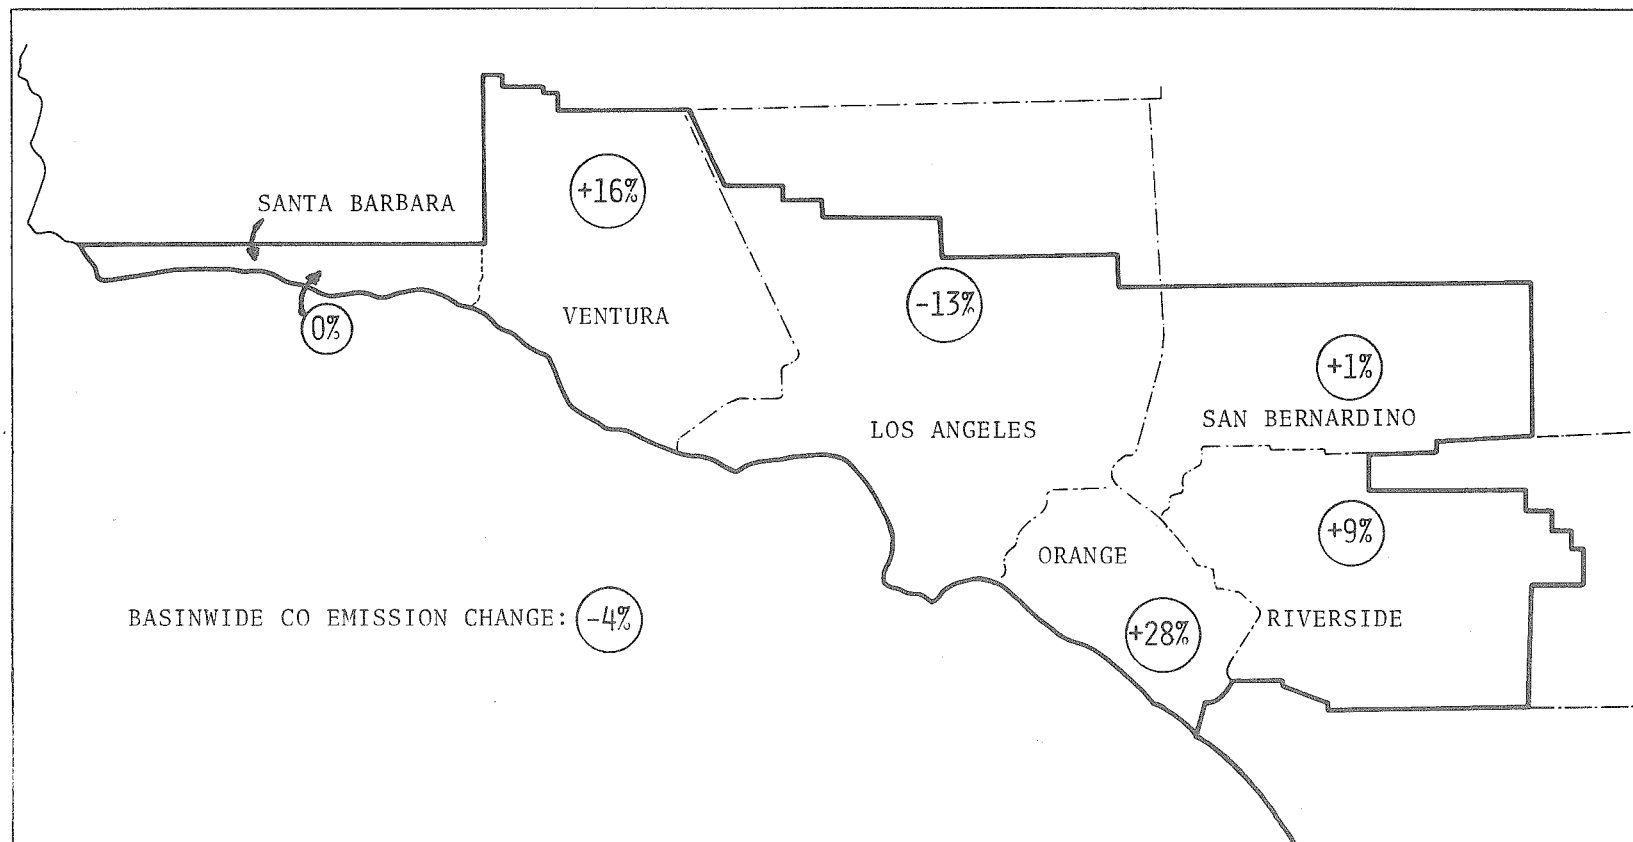 +16%
SANTA BARBARA
-13%
VENTURA
0%
+1%
SAN BERNARDINO
LOS ANGELES
+9%
ORANGE
BASINWIDE CO EMISSION CHANGE: -4%
RIVERSIDE
+28%